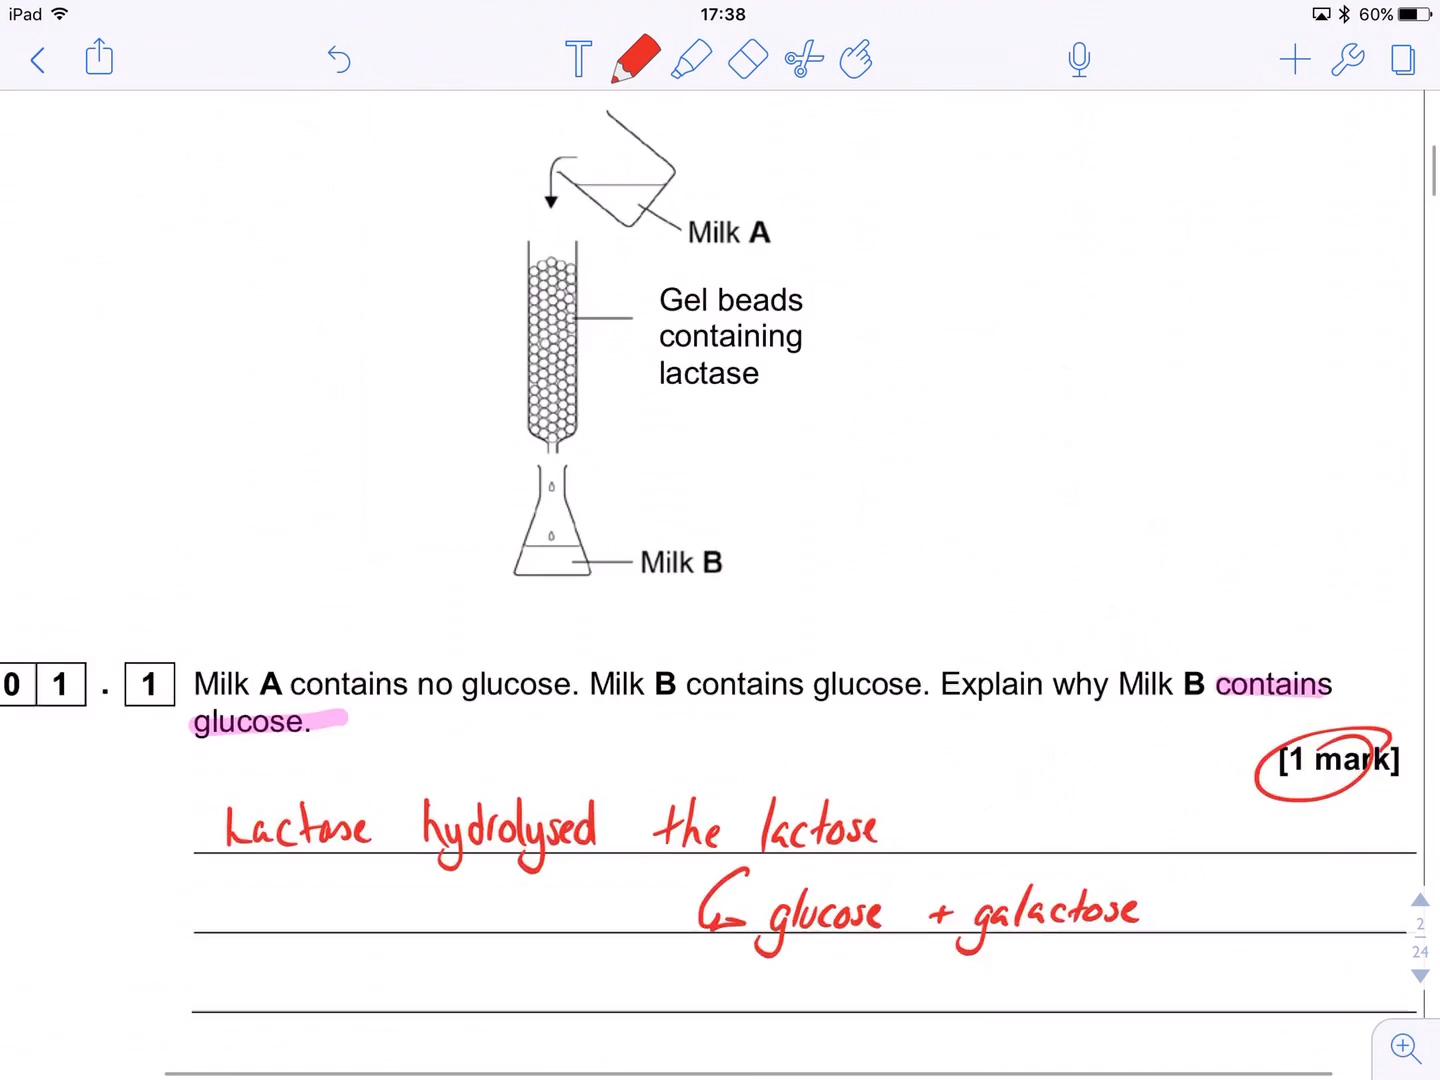 iPad 17:38 60%
T
Milk A
Gel beads
containing
lactase
Milk B
0 1 . 1 Milk A contains no glucose. Milk B contains glucose. Explain why Milk B contains
glucose.
[1 mark]
Lactase hydrolysed the lactose
glucose + galactose
2
24